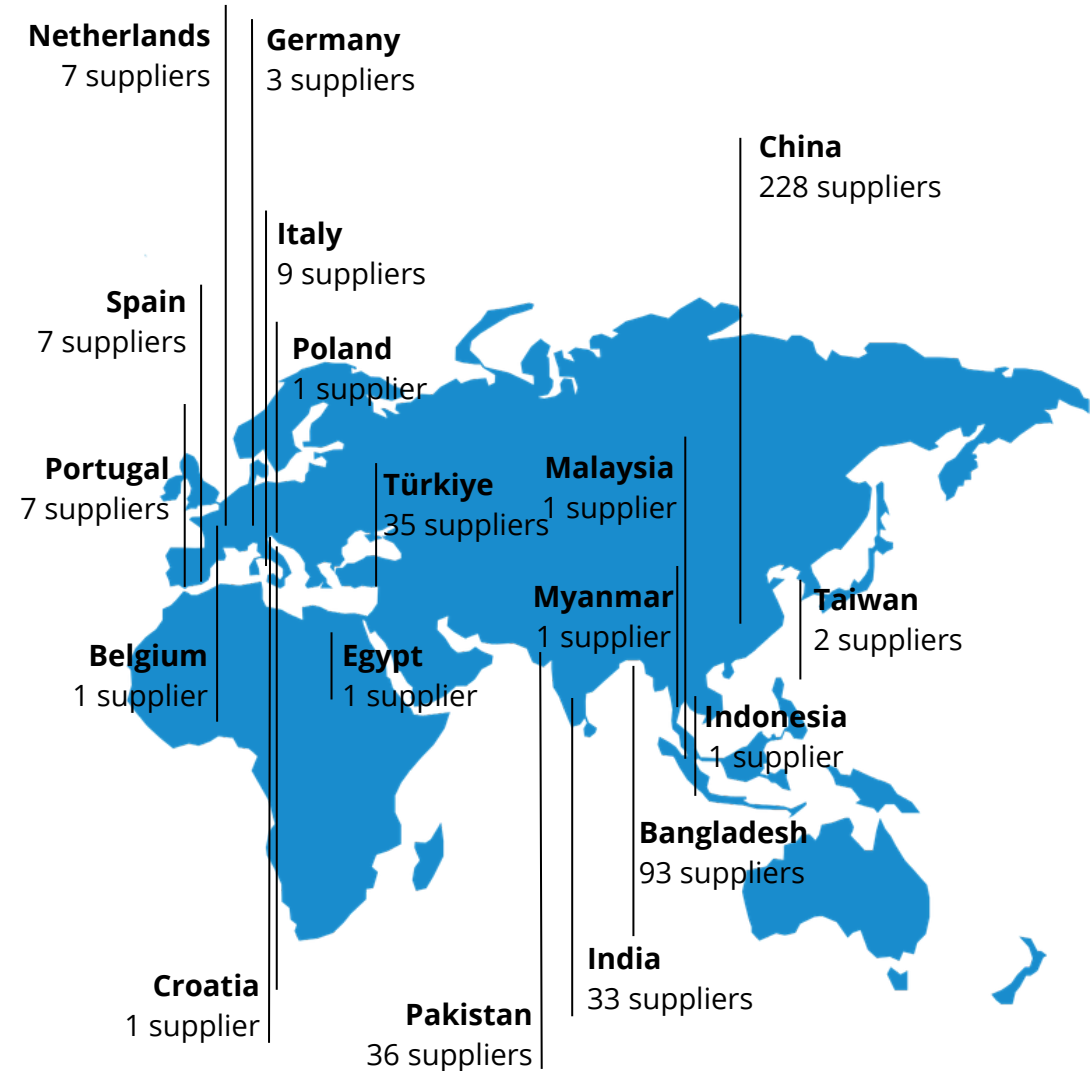 Netherlands
7 suppliers
Germany
3 suppliers
China
228 suppliers
Italy
9 suppliers
Spain
7 suppliers
Poland
1 supplier
Portugal
7 suppliers
Türkiye
35 suppliers
Malaysia
1 supplier
Myanmar
1 supplier
Taiwan
2 suppliers
Belgium
1 supplier
Egypt
1 supplier
Indonesia
1 supplier
Bangladesh
93 suppliers
India
33 suppliers
Croatia
1 supplier
Pakistan
36 suppliers